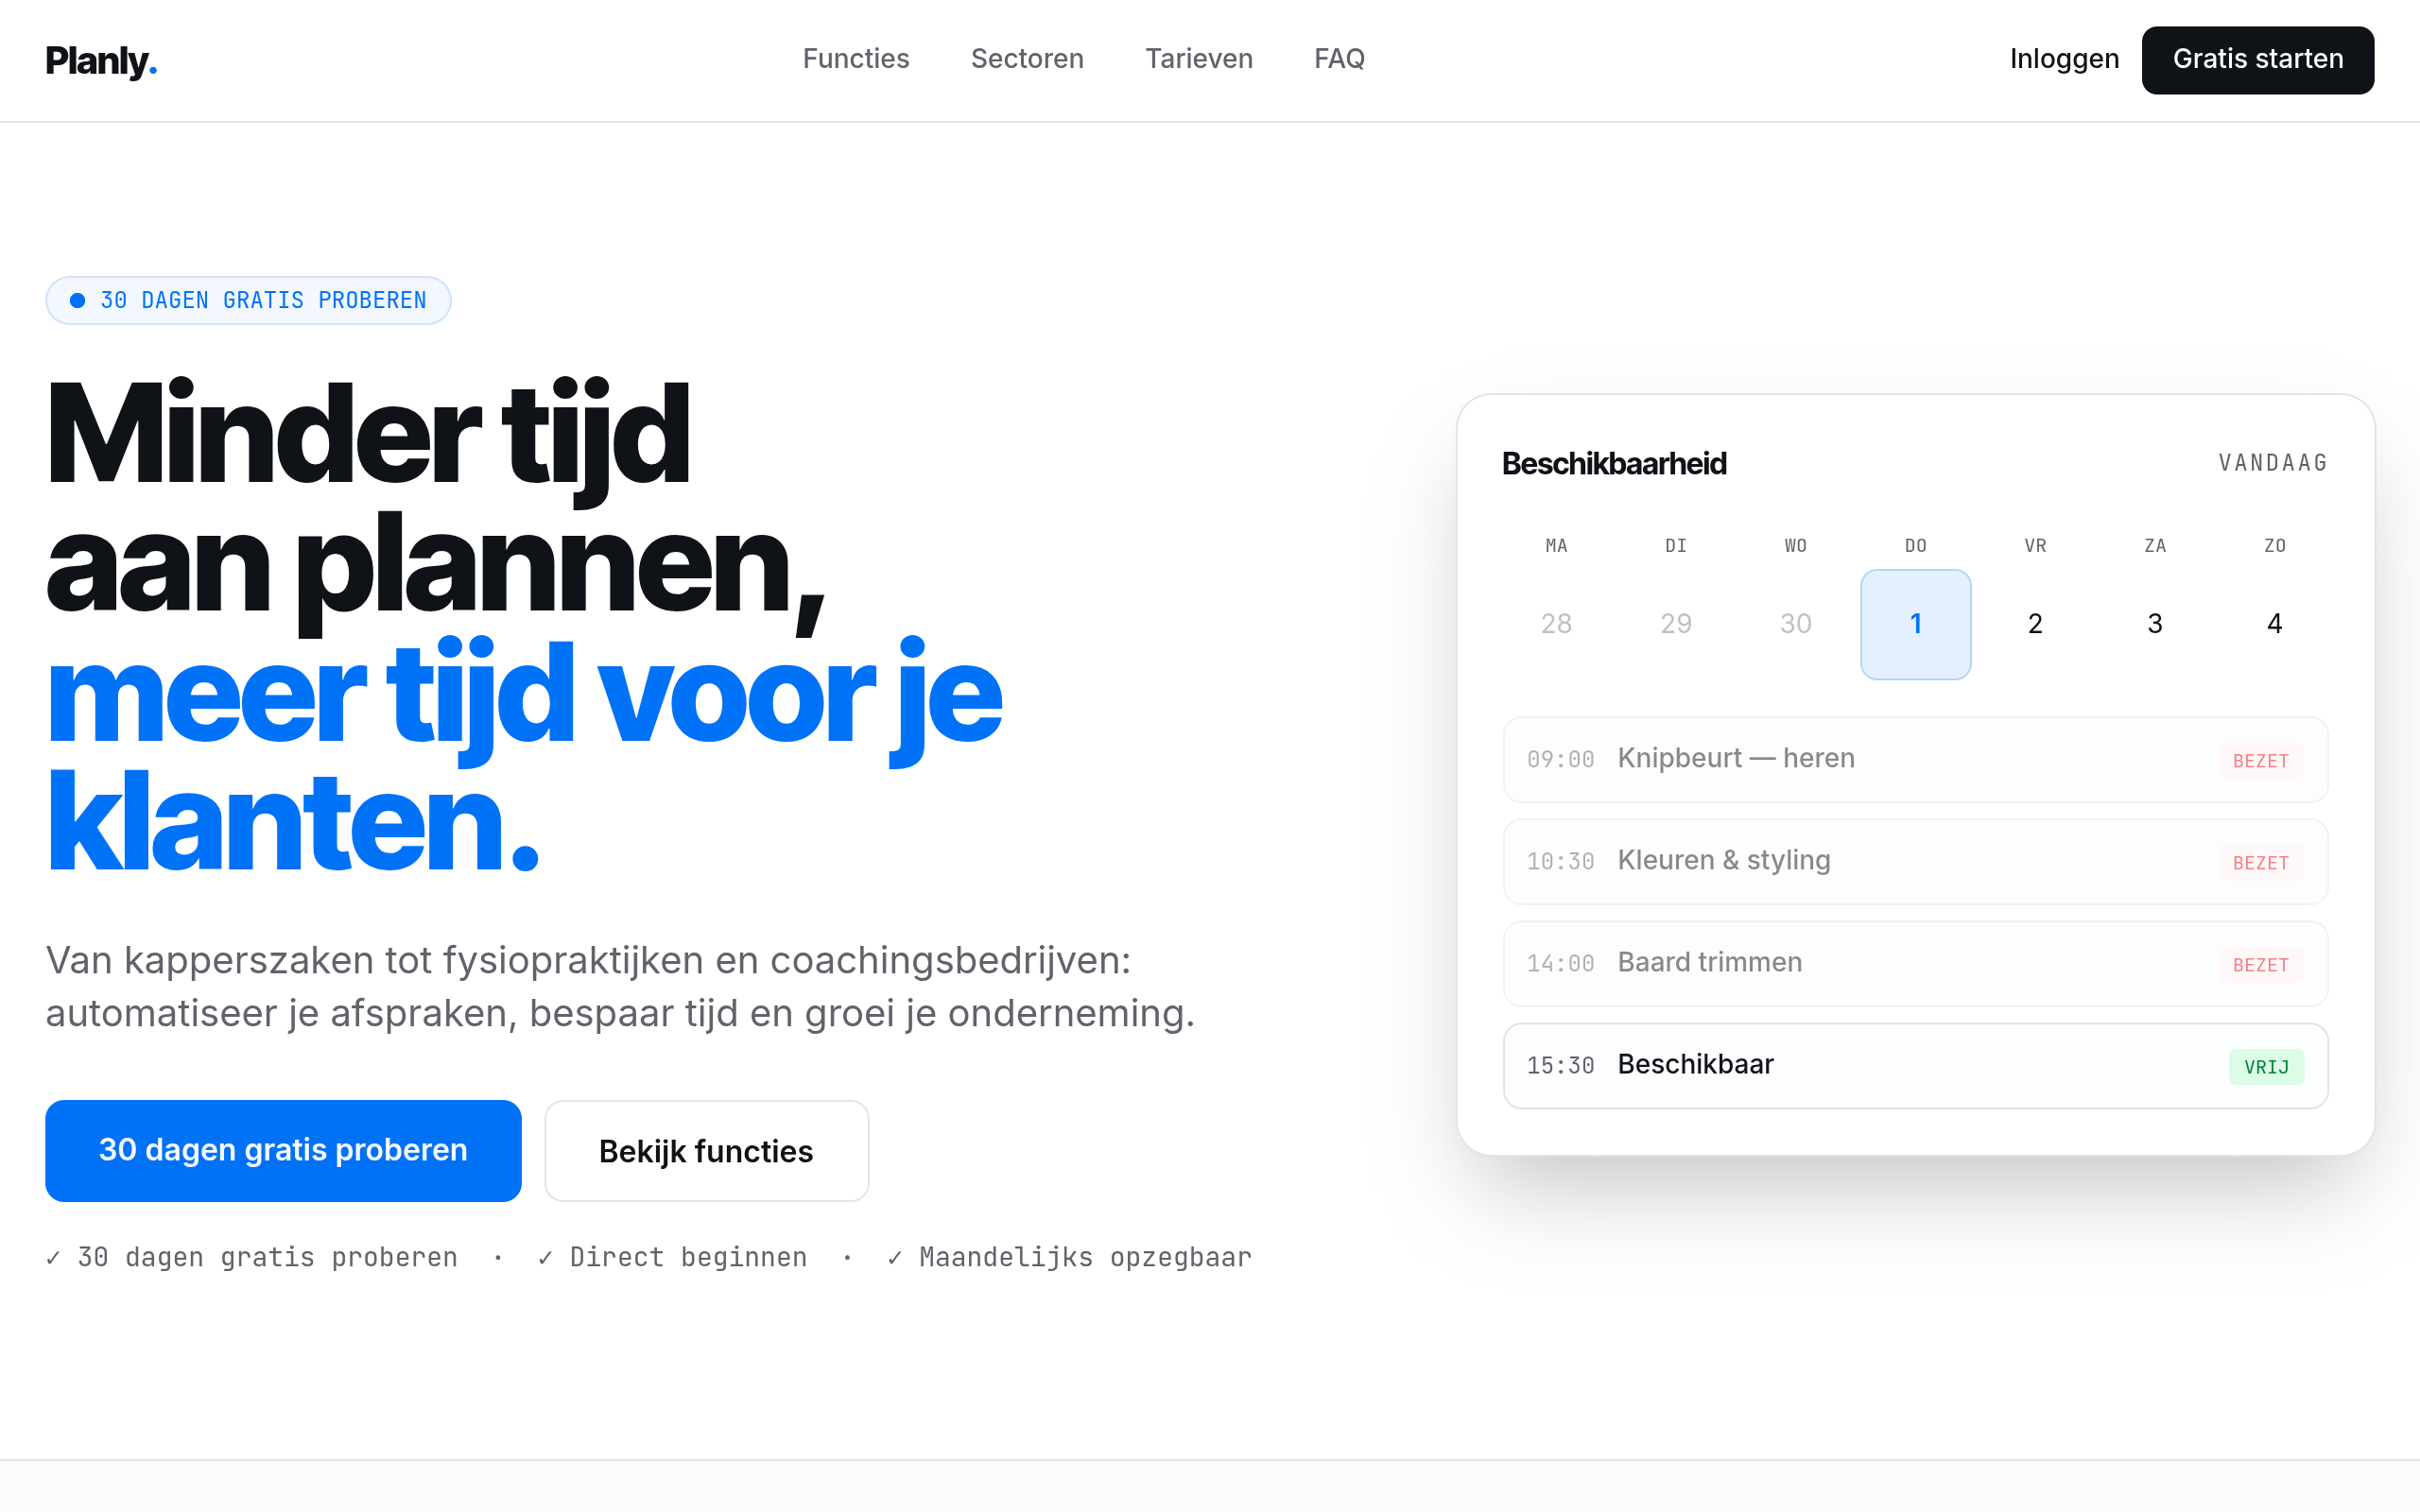 Planly.
Functies Sectoren Tarieven FAQ
Inloggen Gratis starten
30 DAGEN GRATIS PROBEREN
Minder tijd
aan plannen,
meer tijd voor je
klanten.
Van kapperszaken tot fysiopraktijken en coachingsbedrijven:
automatiseer je afspraken, bespaar tijd en groei je onderneming.
30 dagen gratis proberen Bekijk functies
✓ 30 dagen gratis proberen · ✓ Direct beginnen · ✓ Maandelijks opzegbaar
Beschikbaarheid VANDAAG
MA DI WO DO VR ZA ZO
28 29 30 1 2 3 4
09:00 Knipbeurt — heren BEZET
10:30 Kleuren & styling BEZET
14:00 Baard trimmen BEZET
15:30 Beschikbaar VRIJ